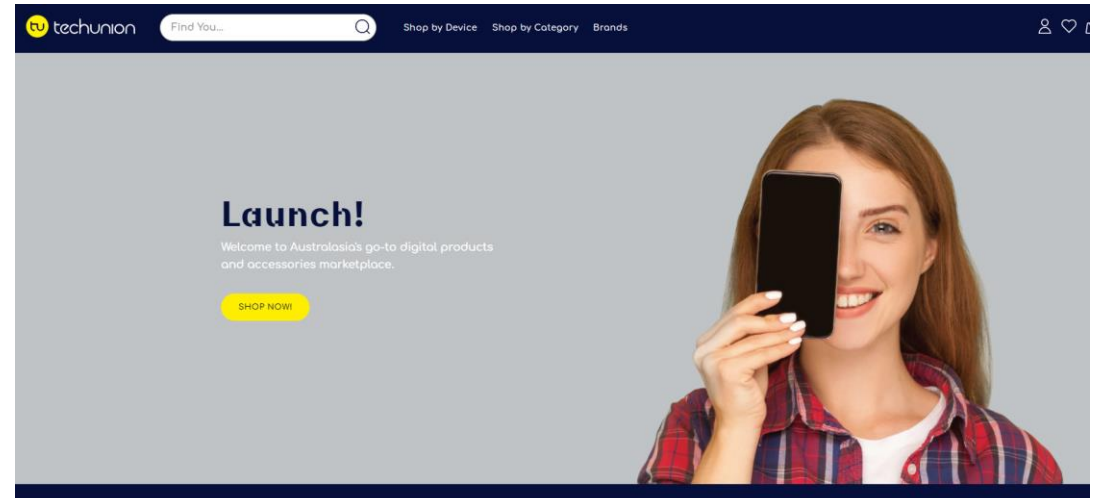 tu techunion
Find You...
Shop by Device Shop by Category Brands
Launch!
Welcome to Australasia's go-to digital products
and accessories marketplace.
SHOP NOW!